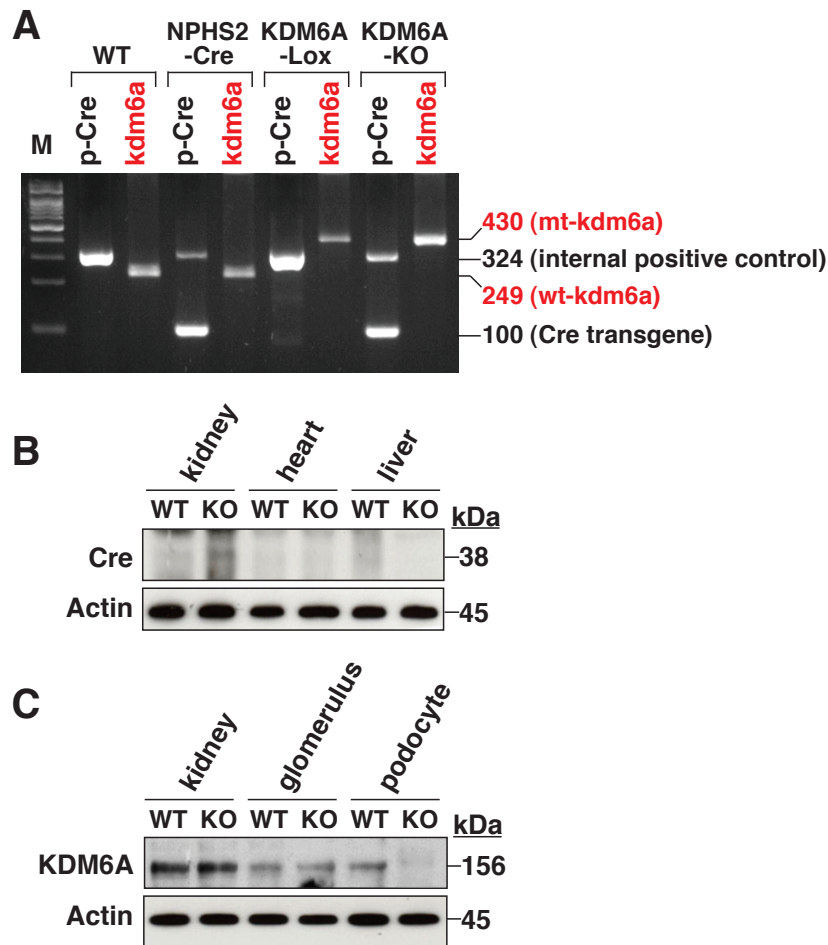 A
WT
NPHS2
-Cre
KDM6A
-Lox
KDM6A
-KO
M
p-Cre
kdm6a
p-Cre
kdm6a
p-Cre
kdm6a
p-Cre
kdm6a
430 (mt-kdm6a)
324 (internal positive control)
249 (wt-kdm6a)
100 (Cre transgene)
B
kidney heart liver
WT KO WT KO WT KO kDa
Cre 38
Actin 45
C
kidney glomerulus podocyte
WT KO WT KO WT KO kDa
KDM6A 156
Actin 45